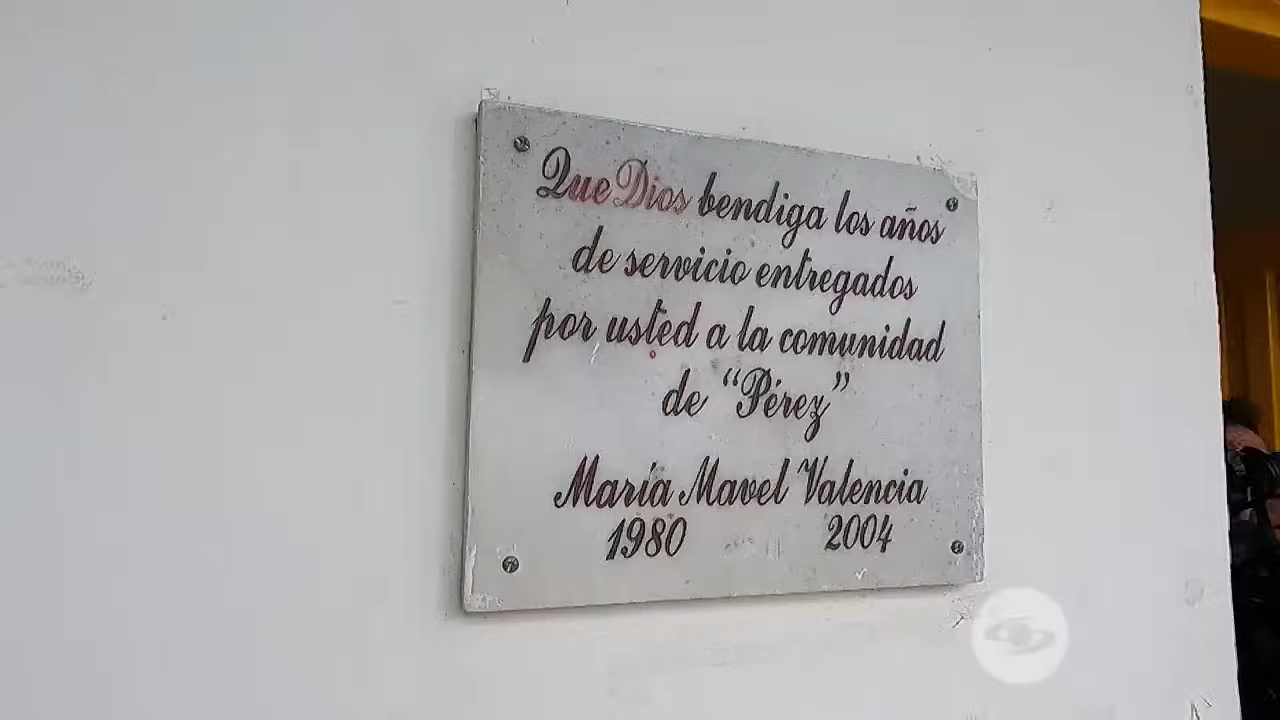 Que Dios bendiga los años
de servicio entregados
por usted a la comunidad
de “Pérez”
María Mavel Valencia
1980 2004